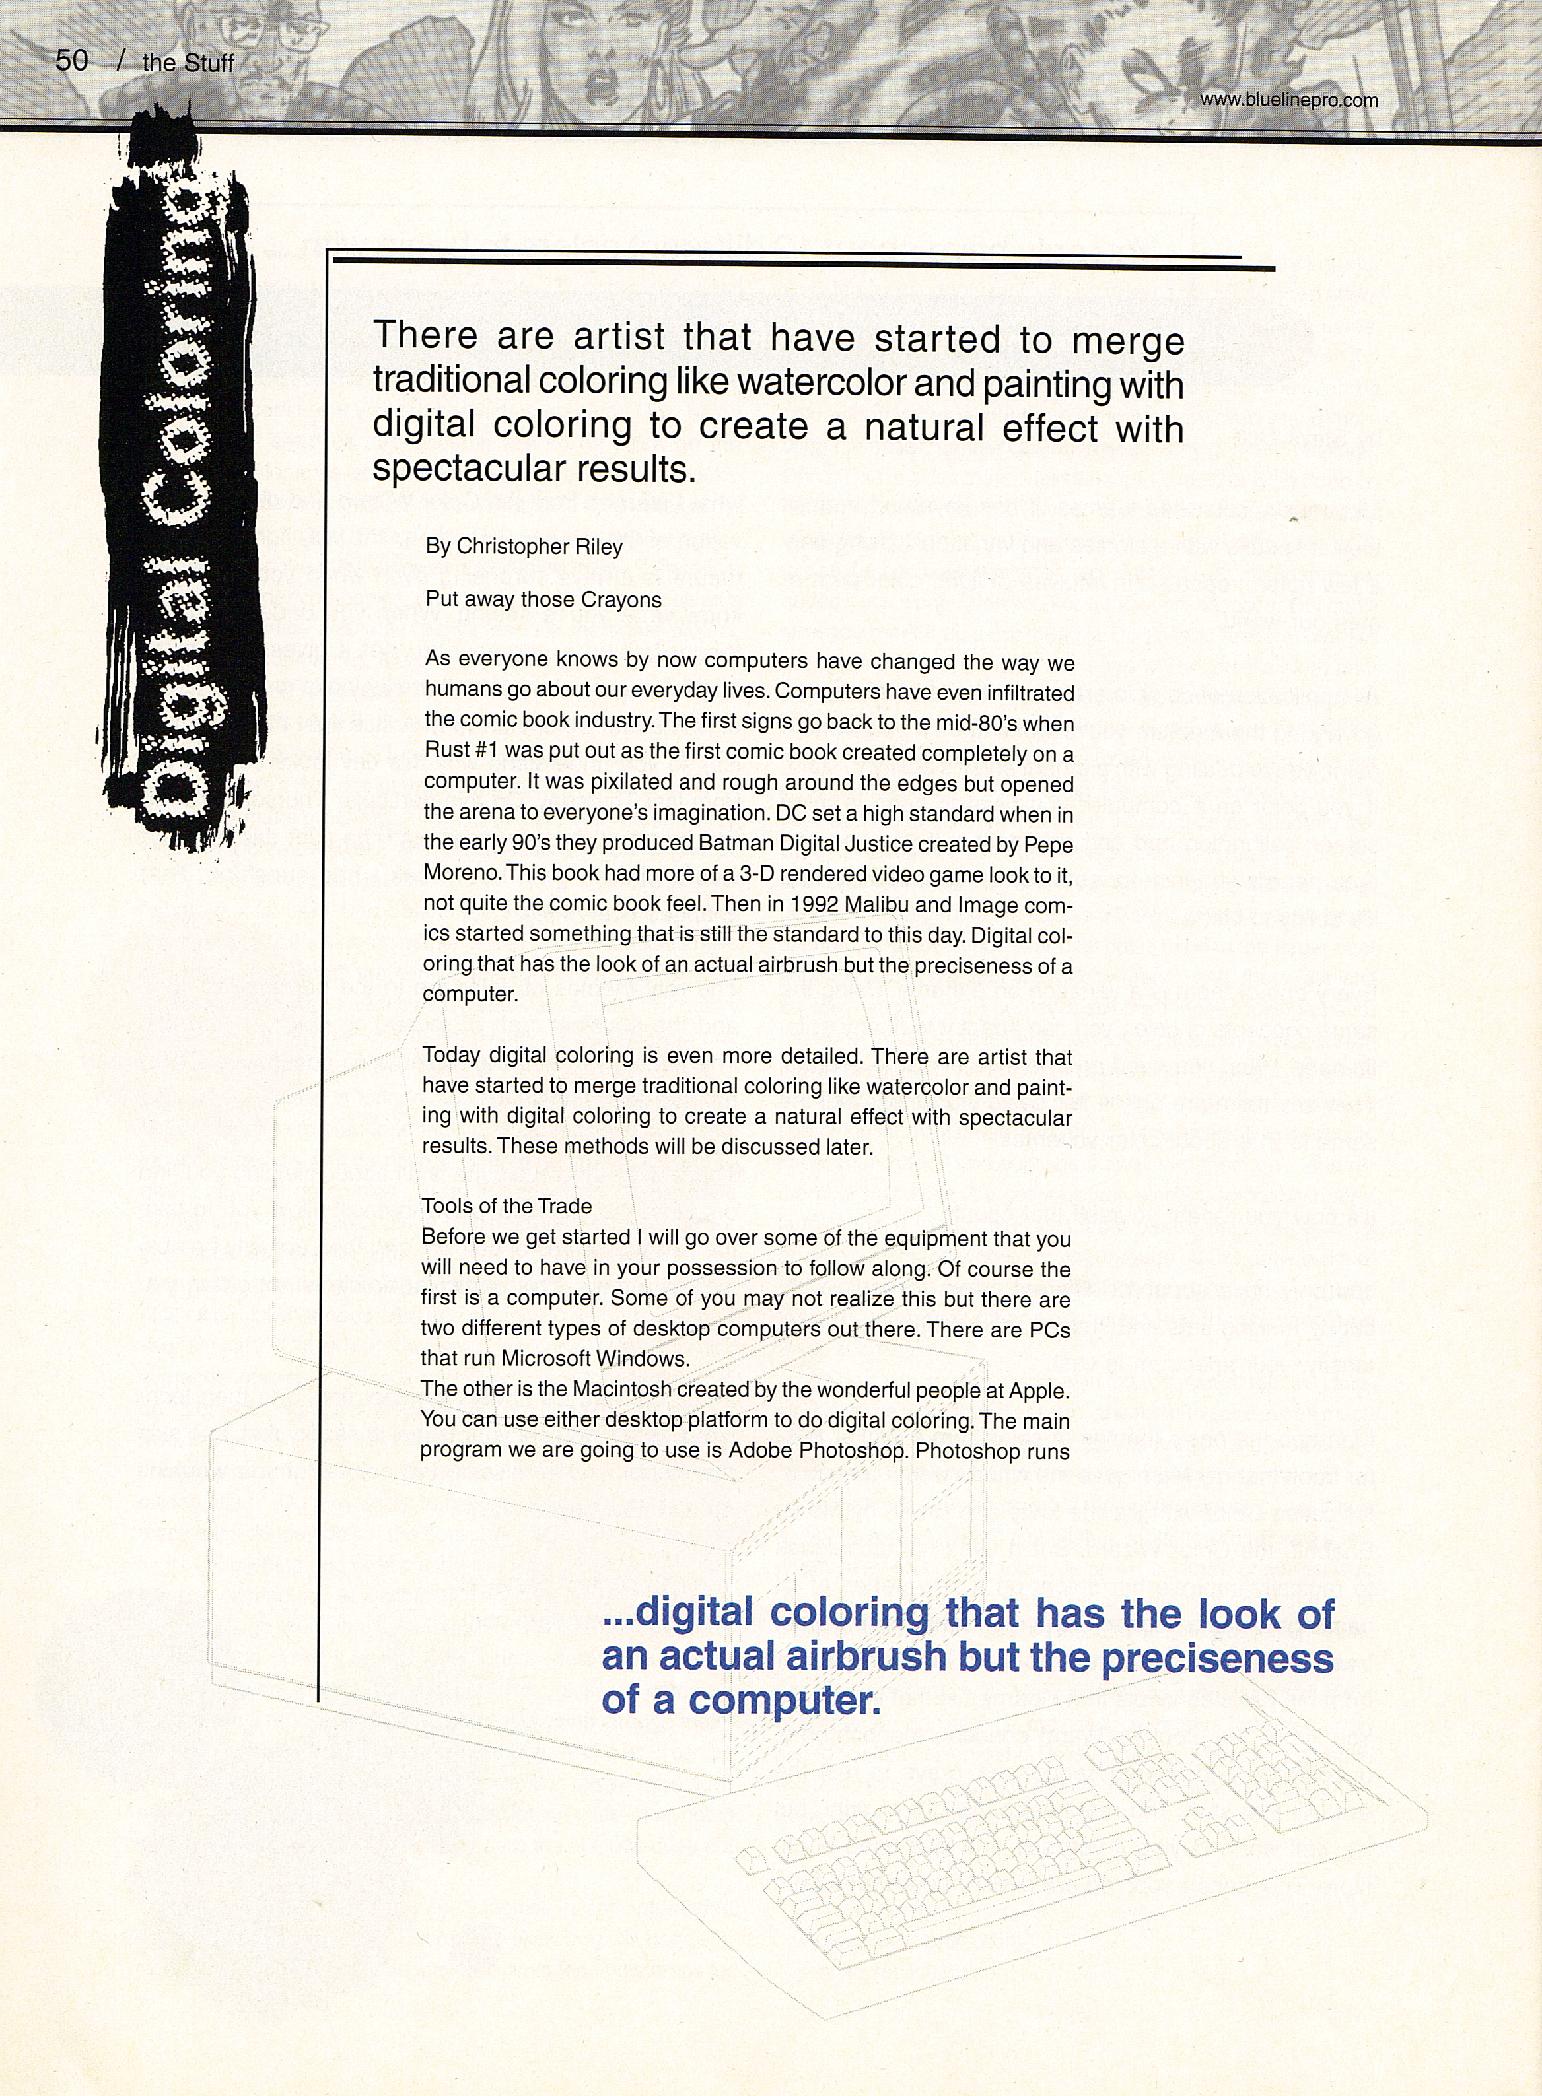 50 / the Stuff
www.bluelinepro.com
Digital Coloring
There are artist that have started to merge
traditional coloring like watercolor and painting with
digital coloring to create a natural effect with
spectacular results.
By Christopher Riley
Put away those Crayons
As everyone knows by now computers have changed the way we
humans go about our everyday lives. Computers have even infiltrated
the comic book industry. The first signs go back to the mid-80's when
Rust #1 was put out as the first comic book created completely on a
computer. It was pixilated and rough around the edges but opened
the arena to everyone's imagination. DC set a high standard when in
the early 90's they produced Batman Digital Justice created by Pepe
Moreno. This book had more of a 3-D rendered video game look to it,
not quite the comic book feel. Then in 1992 Malibu and Image com-
ics started something that is still the standard to this day. Digital col-
oring that has the look of an actual airbrush but the preciseness of a
computer.
Today digital coloring is even more detailed. There are artist that
have started to merge traditional coloring like watercolor and paint-
ing with digital coloring to create a natural effect with spectacular
results. These methods will be discussed later.
Tools of the Trade
Before we get started I will go over some of the equipment that you
will need to have in your possession to follow along. Of course the
first is a computer. Some of you may not realize this but there are
two different types of desktop computers out there. There are PCs
that run Microsoft Windows.
The other is the Macintosh created by the wonderful people at Apple.
You can use either desktop platform to do digital coloring. The main
program we are going to use is Adobe Photoshop. Photoshop runs
...digital coloring that has the look of
an actual airbrush but the preciseness
of a computer.